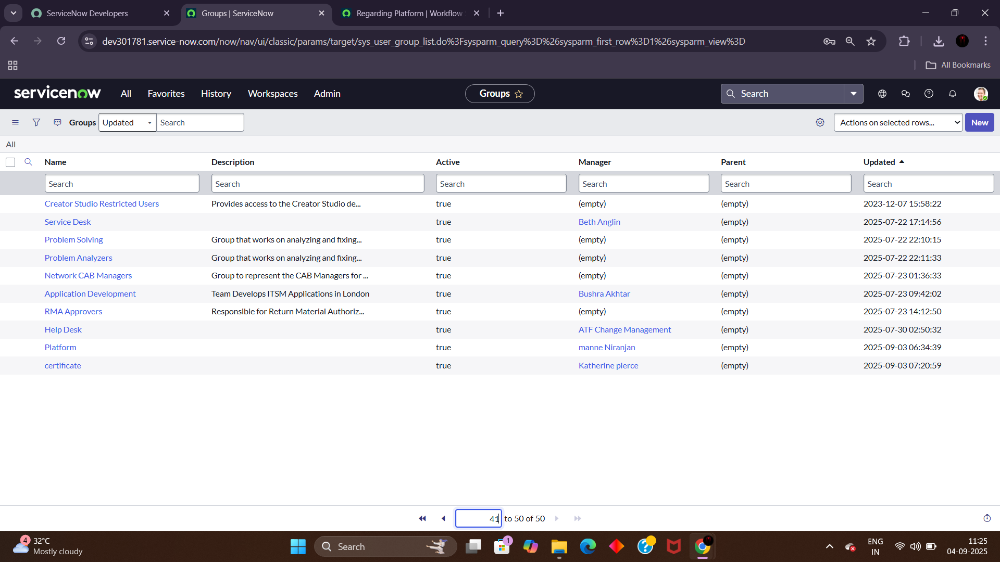 ServiceNow Developers
Groups | ServiceNow
Regarding Platform | Workflow
dev301781.service-now.com/now/nav/ui/classic/params/target/sys_user_group_list.do%3Fsysparm_query%3D%26sysparm_first_row%3D1%26sysparm_view%3D
All Bookmarks
servicenow All Favorites History Workspaces Admin Groups Search
Groups Updated Search Actions on selected rows... New
All
Name Description Active Manager Parent Updated
Search Search Search Search Search Search
Creator Studio Restricted Users Provides access to the Creator Studio de... true (empty) (empty) 2023-12-07 15:58:22
Service Desk true Beth Anglin (empty) 2025-07-22 17:14:56
Problem Solving Group that works on analyzing and fixing... true (empty) (empty) 2025-07-22 22:10:15
Problem Analyzers Group that works on analyzing and fixing... true (empty) (empty) 2025-07-22 22:11:33
Network CAB Managers Group to represent the CAB Managers for ... true (empty) (empty) 2025-07-23 01:36:33
Application Development Team Develops ITSM Applications in London true Bushra Akhtar (empty) 2025-07-23 09:42:02
RMA Approvers Responsible for Return Material Authoriz... true (empty) (empty) 2025-07-23 14:12:50
Help Desk true ATF Change Management (empty) 2025-07-30 02:50:32
Platform true manne Niranjan (empty) 2025-09-03 06:34:39
certificate true Katherine pierce (empty) 2025-09-03 07:20:59
41 to 50 of 50
4 32°C
Mostly cloudy
Search
1
ENG
IN
11:25
04-09-2025